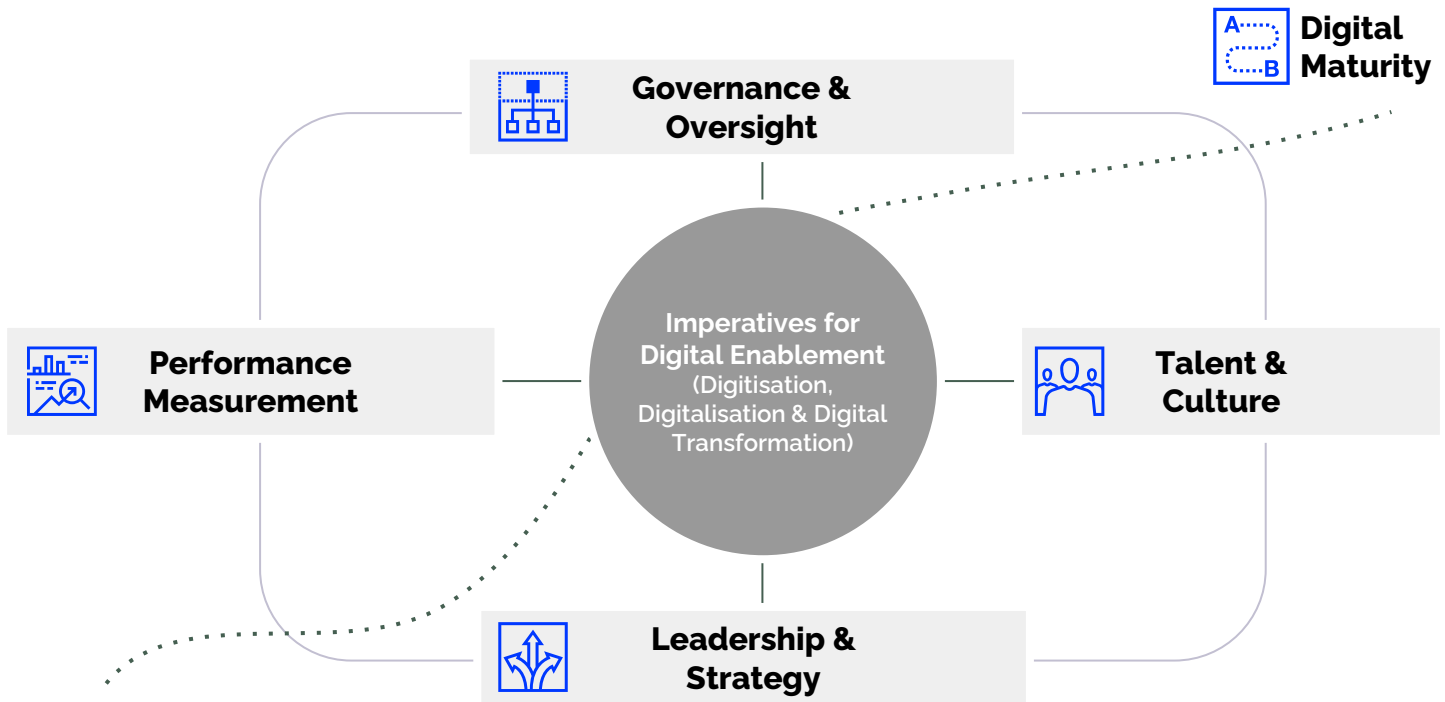 A
B
Digital
Maturity
Governance &
Oversight
Imperatives for
Digital Enablement
(Digitisation,
Digitalisation & Digital
Transformation)
Performance
Measurement
Talent &
Culture
Leadership &
Strategy